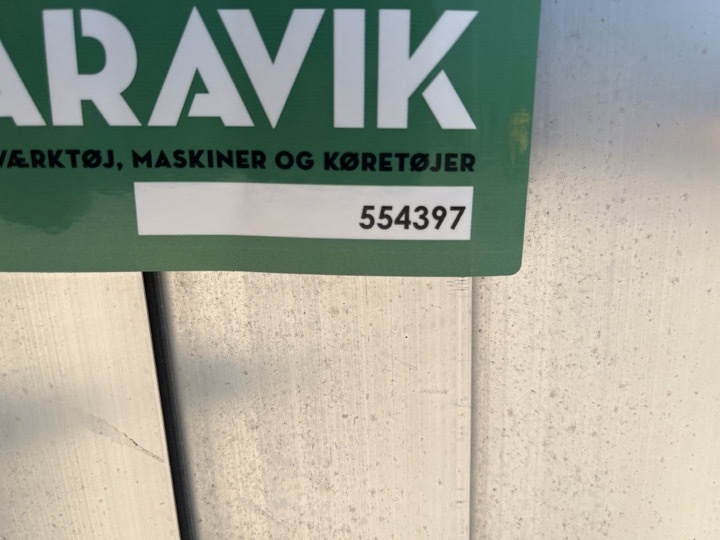 ARAVIK
VÆRKTØJ, MASKINER OG KØRETØJER
554397